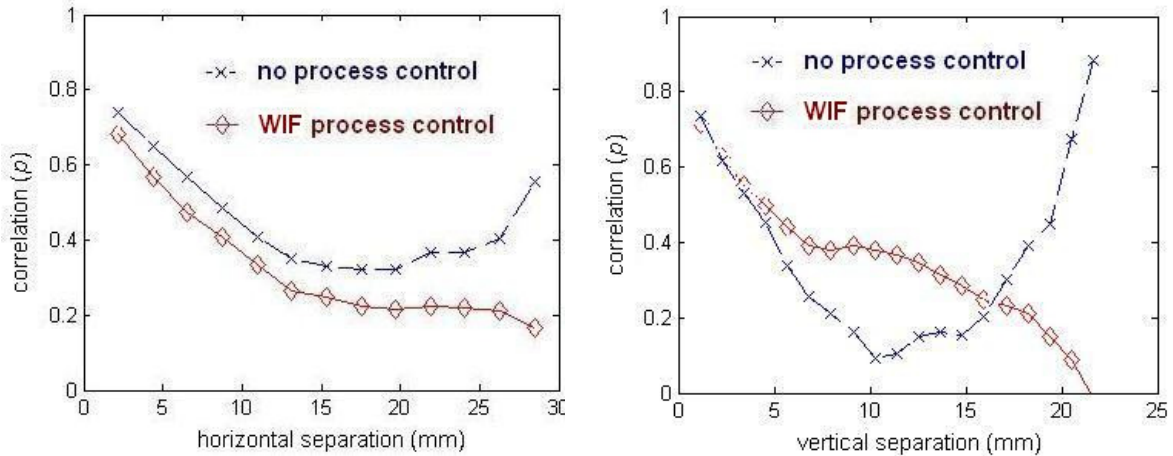 1
0.8
0.6
0.4
0.2
0
0 5 10 15 20 25 30
correlation (p)
horizontal separation (mm)
no process control
WIF process control
1
0.8
0.6
0.4
0.2
0
0 5 10 15 20 25
correlation (p)
vertical separation (mm)
no process control
WIF process control